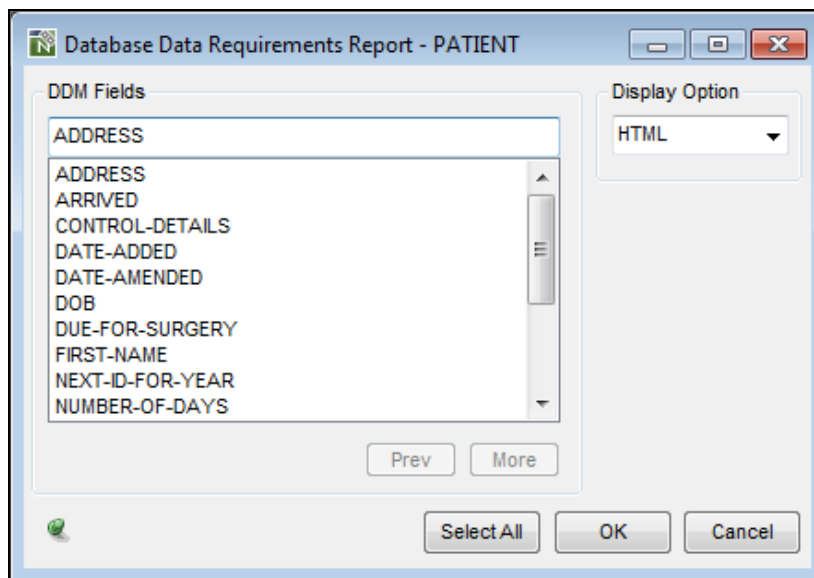 Database Data Requirements Report - PATIENT
DDM Fields
Display Option
ADDRESS
HTML
ADDRESS
ARRIVED
CONTROL-DETAILS
DATE-ADDED
DATE-AMENDED
DOB
DUE-FOR-SURGERY
FIRST-NAME
NEXT-ID-FOR-YEAR
NUMBER-OF-DAYS
Prev
More
Select All
OK
Cancel